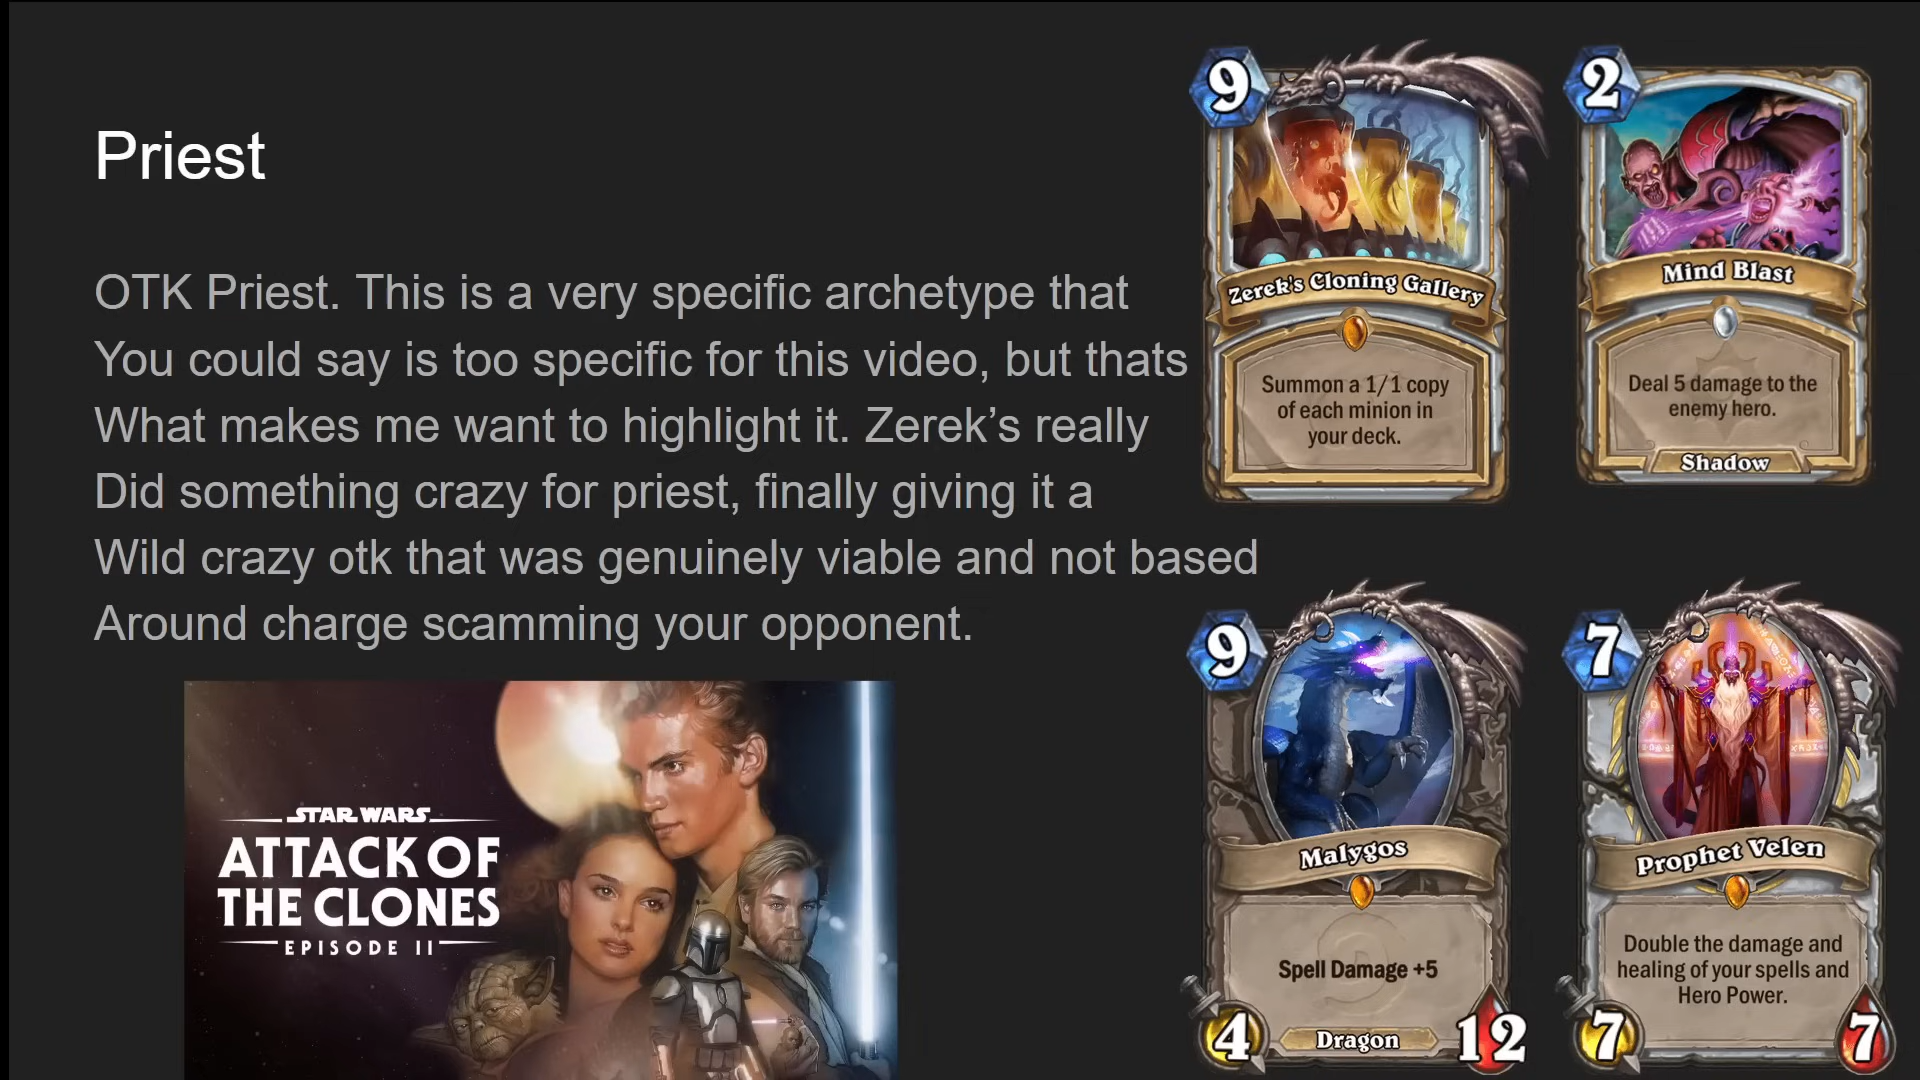 Priest
OTK Priest. This is a very specific archetype that
You could say is too specific for this video, but thats
What makes me want to highlight it. Zerek’s really
Did something crazy for priest, finally giving it a
Wild crazy otk that was genuinely viable and not based
Around charge scamming your opponent.
STAR WARS
ATTACK OF
THE CLONES
EPISODE II
9
Zerek's Cloning Gallery
Summon a 1/1 copy
of each minion in
your deck.
2
Mind Blast
Deal 5 damage to the
enemy hero.
Shadow
9
Malygos
Spell Damage +5
4
Dragon
12
7
Prophet Velen
Double the damage and
healing of your spells and
Hero Power.
7
7